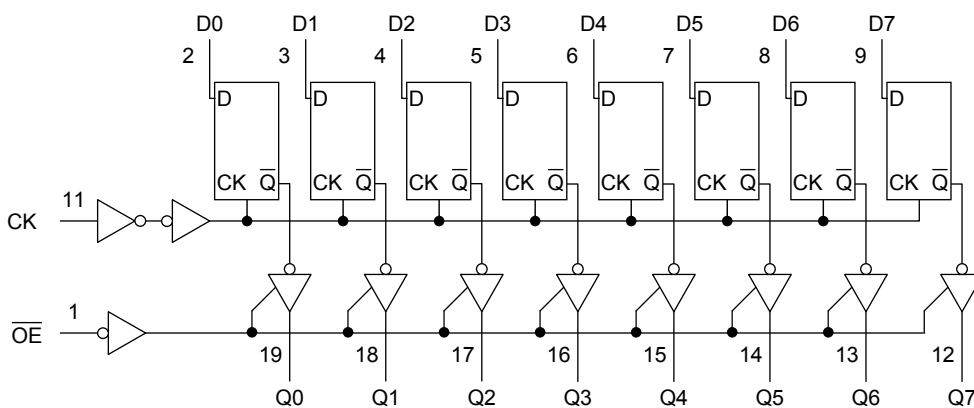 D0 D1 D2 D3 D4 D5 D6 D7
2 3 4 5 6 7 8 9
D D D D D D D D
CK Q̅ CK Q̅ CK Q̅ CK Q̅ CK Q̅ CK Q̅ CK Q̅ CK Q̅
11
CK
1
O̅E̅
19 18 17 16 15 14 13 12
Q0 Q1 Q2 Q3 Q4 Q5 Q6 Q7